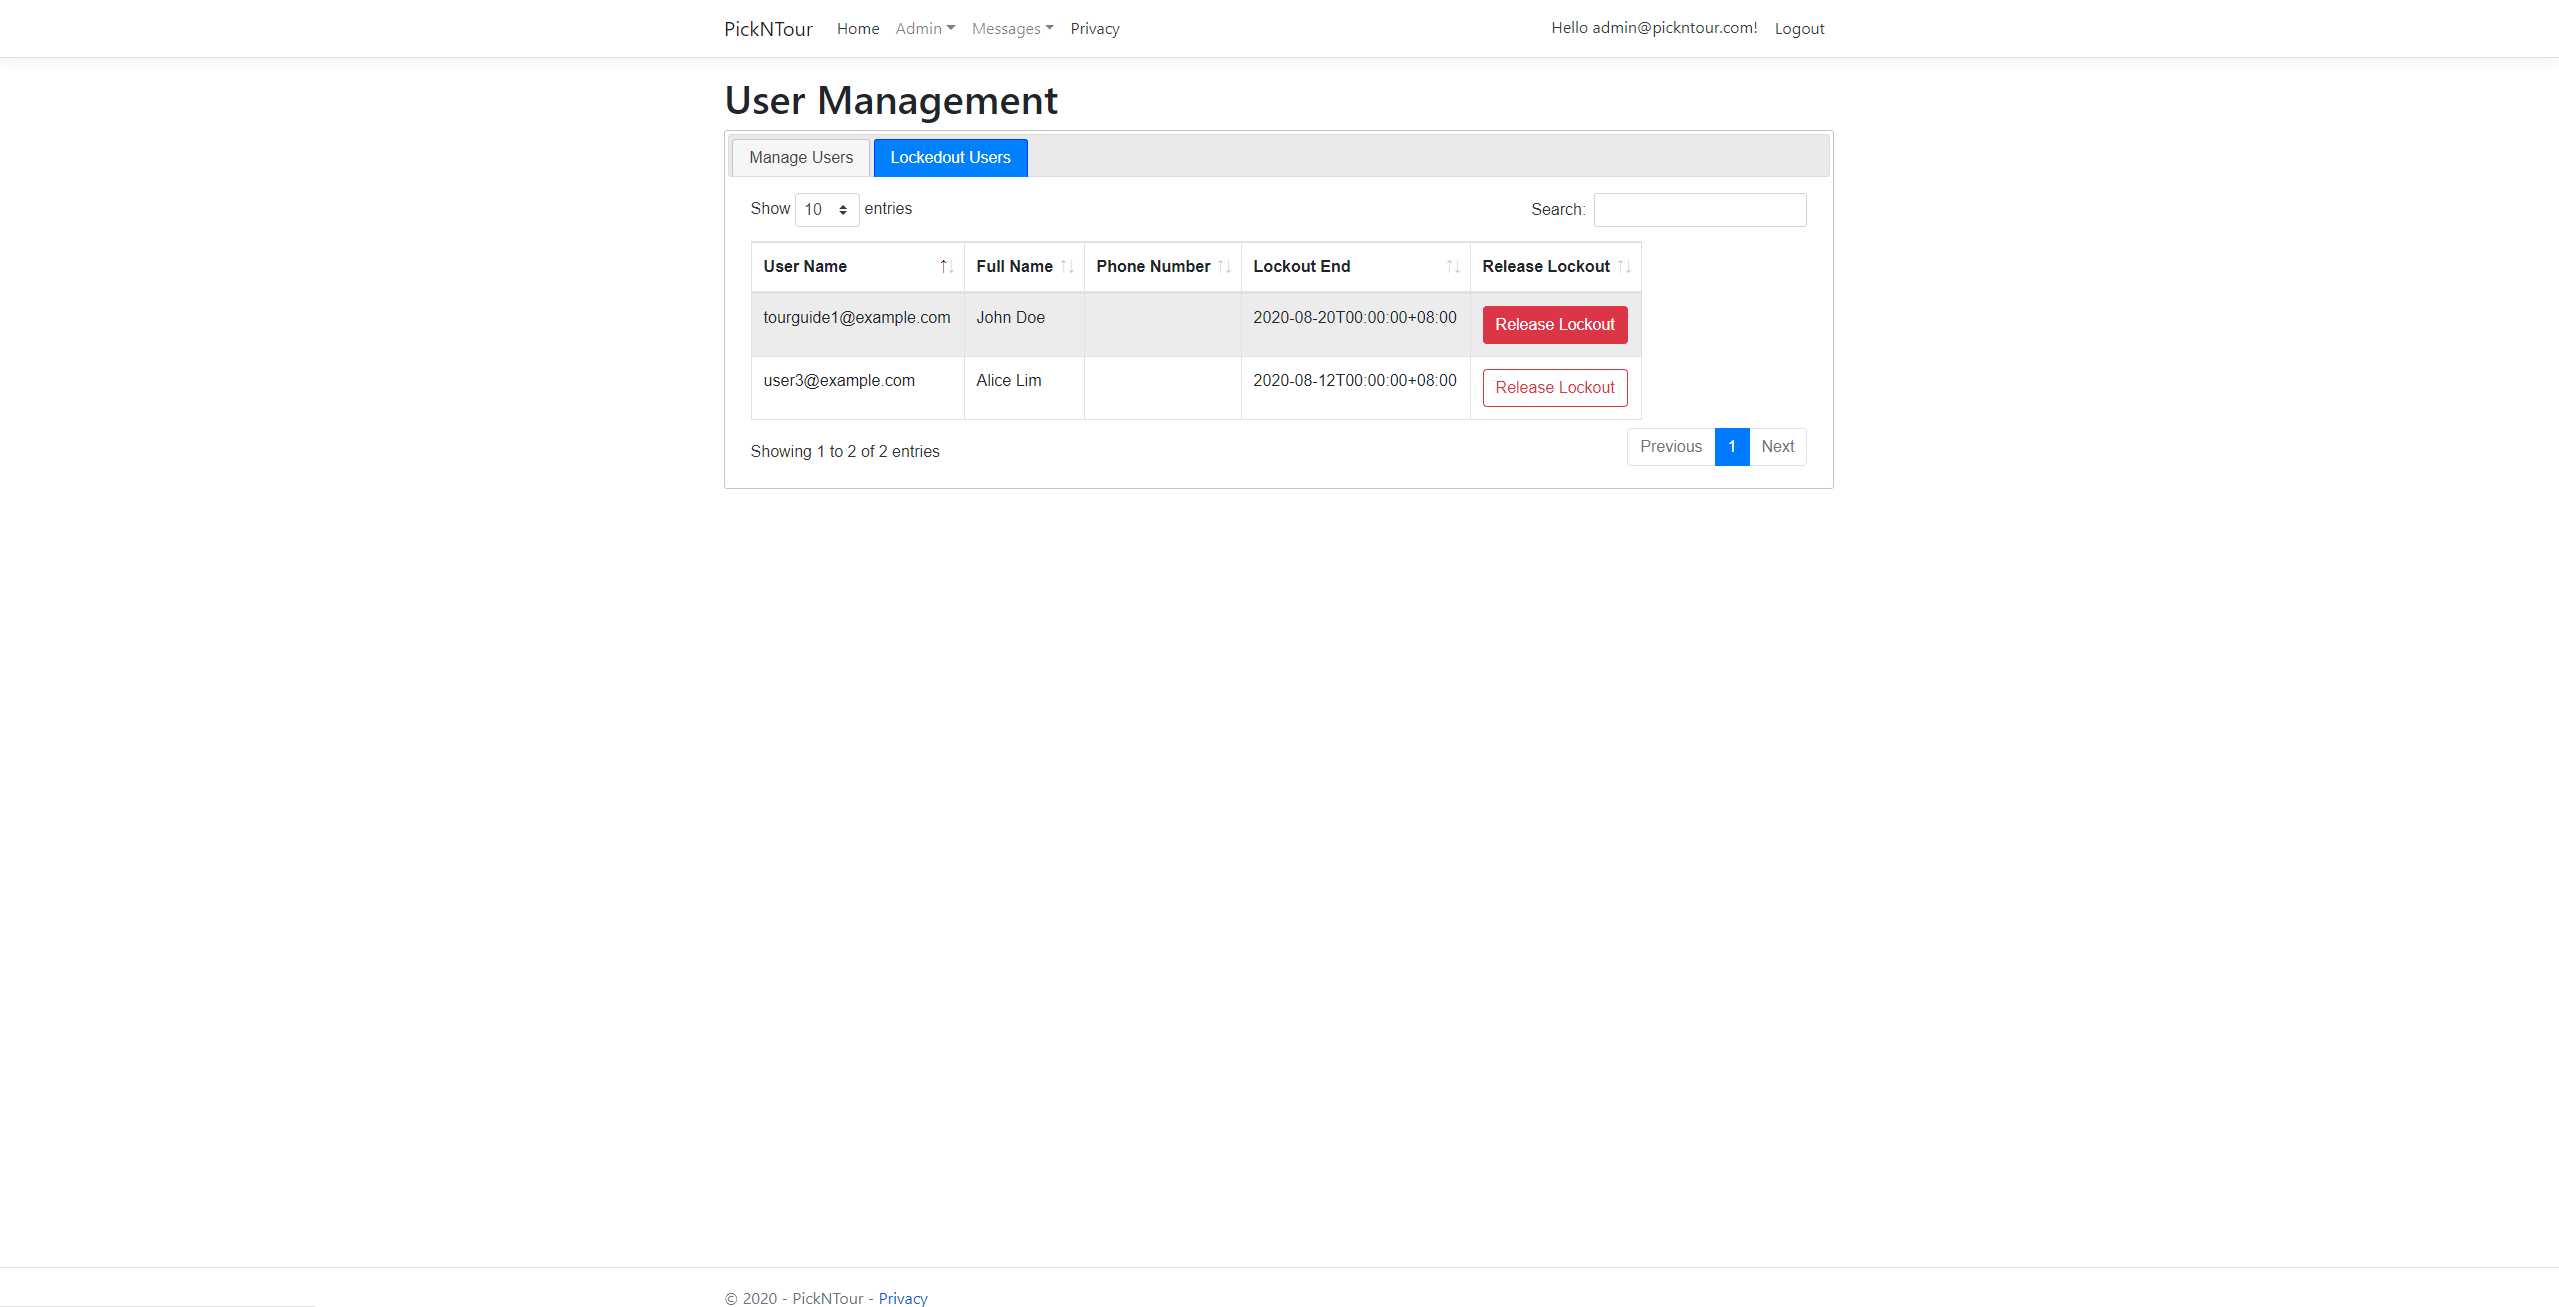 PickNTour Home Admin Messages Privacy Hello admin@pickntour.com! Logout
User Management
Manage Users Lockedout Users
Show 10 entries Search:
User Name Full Name Phone Number Lockout End Release Lockout
tourguide1@example.com John Doe 2020-08-20T00:00:00+08:00 Release Lockout
user3@example.com Alice Lim 2020-08-12T00:00:00+08:00 Release Lockout
Showing 1 to 2 of 2 entries Previous 1 Next
© 2020 - PickNTour - Privacy